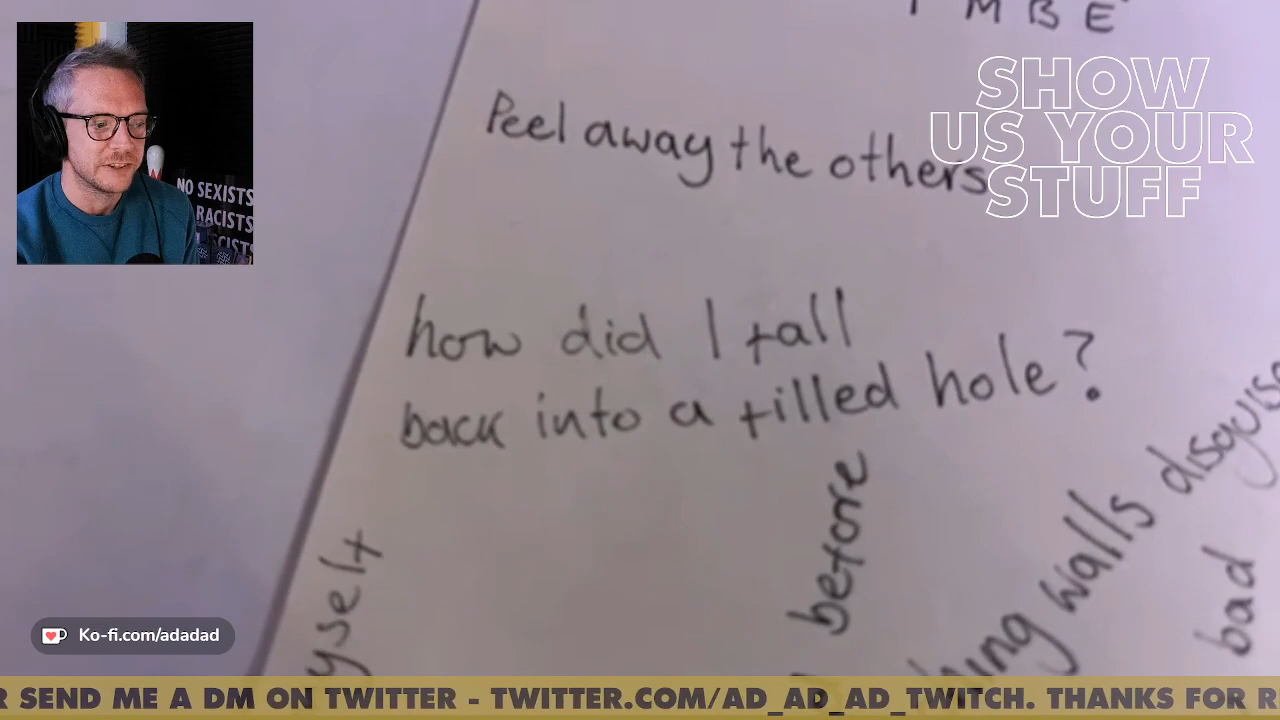 SHOW
US YOUR
STUFF
NO SEXISTS
RACISTS
Peel away the others
how did I fall
back into a filled hole?
before
walls disguise
bad
Ko-fi.com/adadad
SEND ME A DM ON TWITTER - TWITTER.COM/AD_AD_AD_TWITCH. THANKS FOR